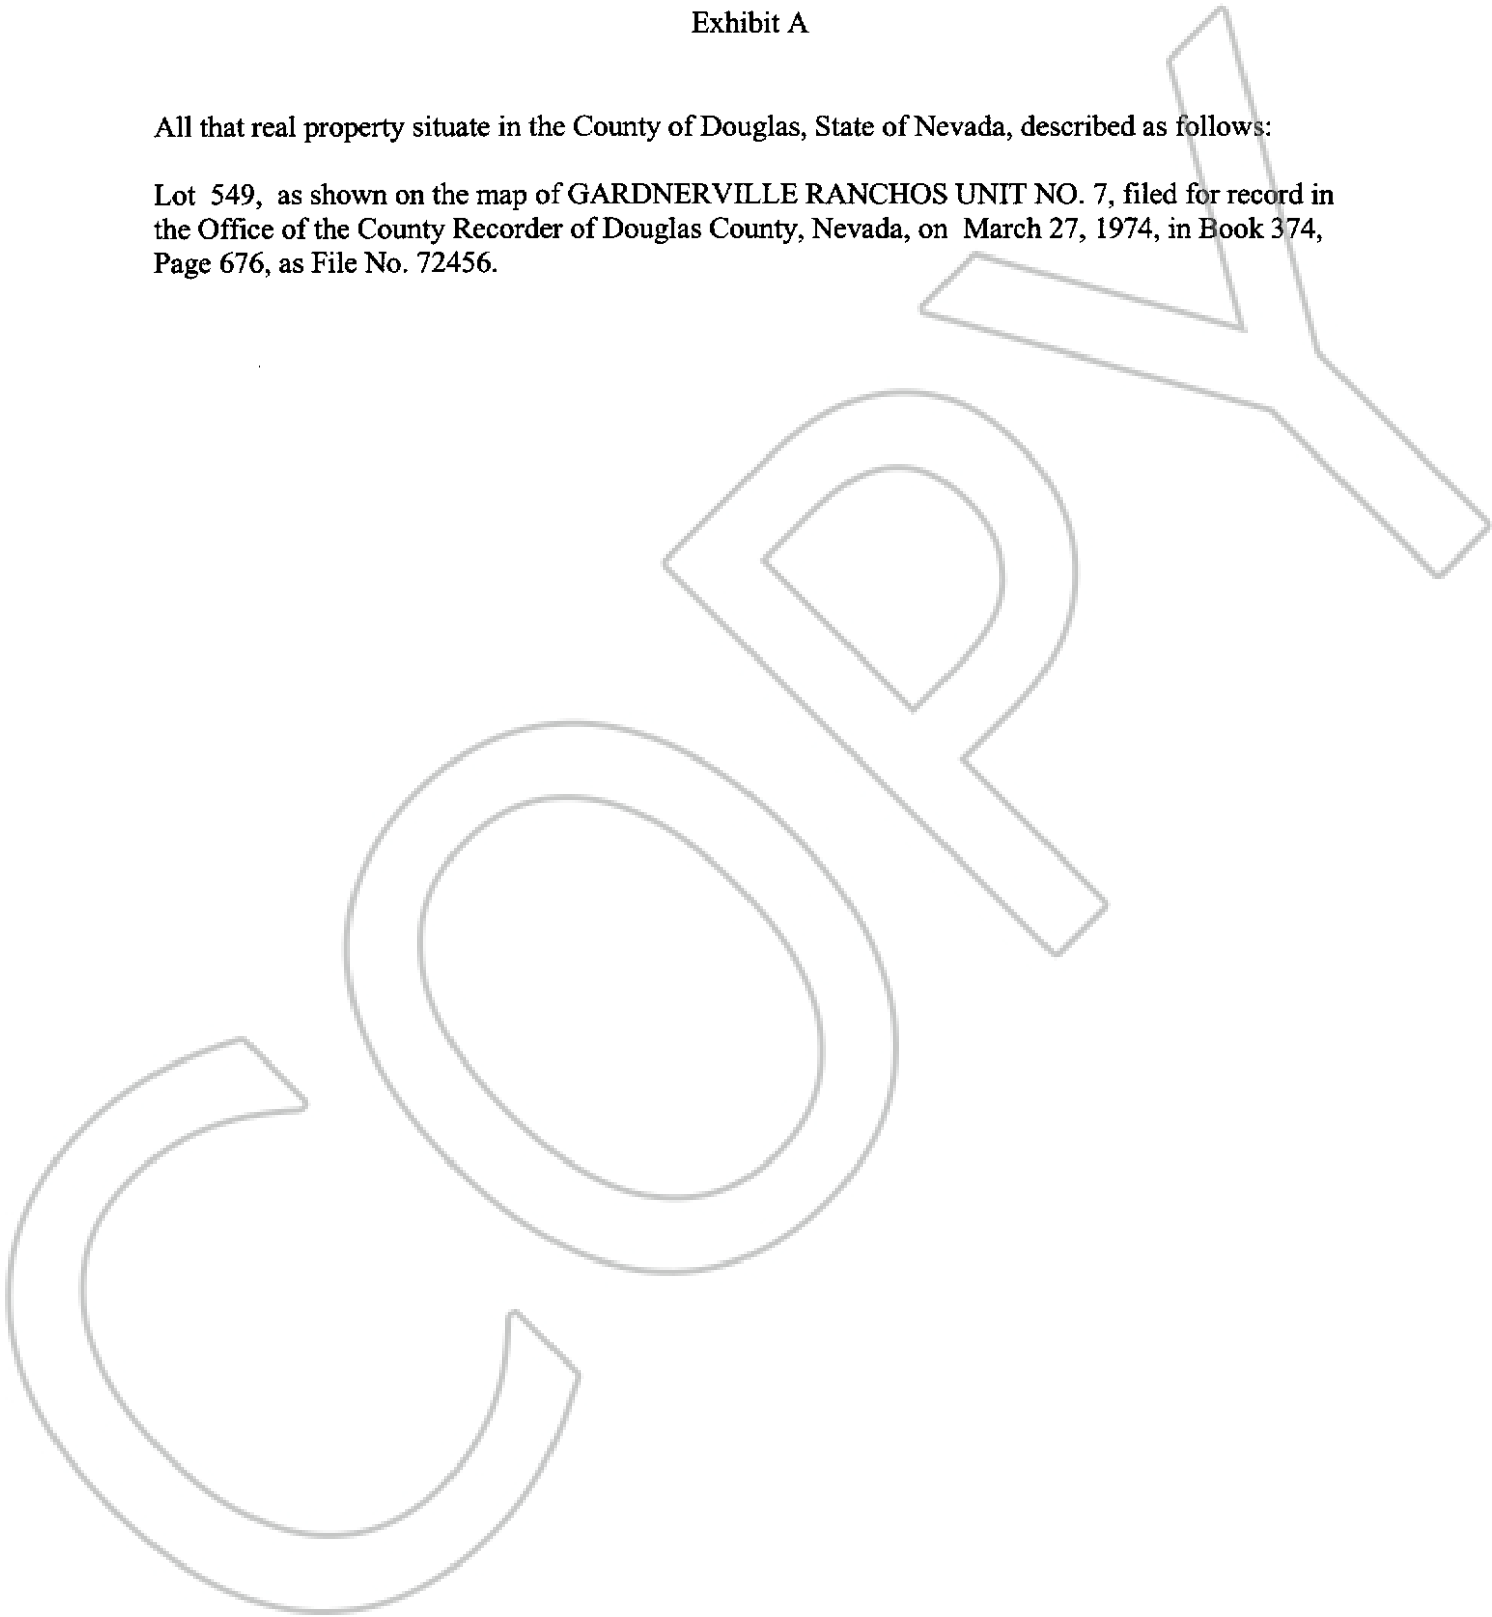 Exhibit A
All that real property situate in the County of Douglas, State of Nevada, described as follows:
Lot 549, as shown on the map of GARDNERVILLE RANCHOS UNIT NO. 7, filed for record in
the Office of the County Recorder of Douglas County, Nevada, on March 27, 1974, in Book 374,
Page 676, as File No. 72456.
COPY